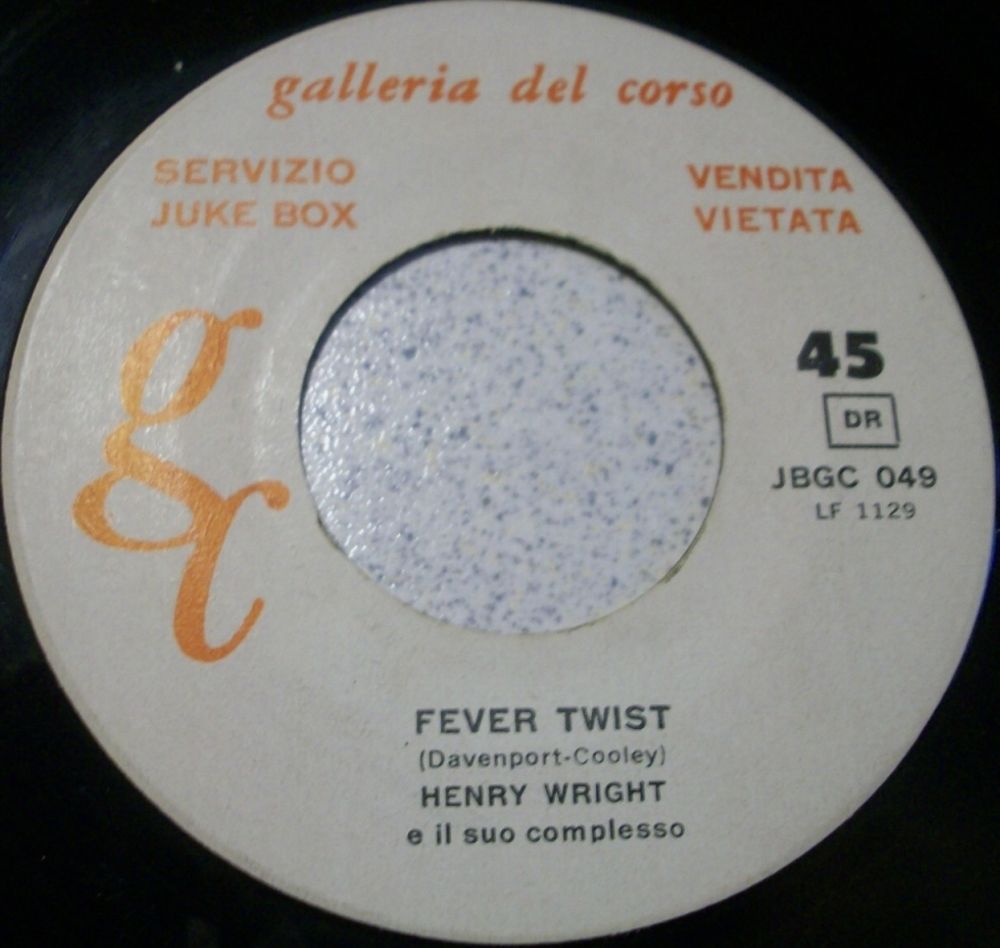 galleria del corso
SERVIZIO
JUKE BOX
VENDITA
VIETATA
gc
45
DR
JBGC 049
LF 1129
FEVER TWIST
(Davenport-Cooley)
HENRY WRIGHT
e il suo complesso